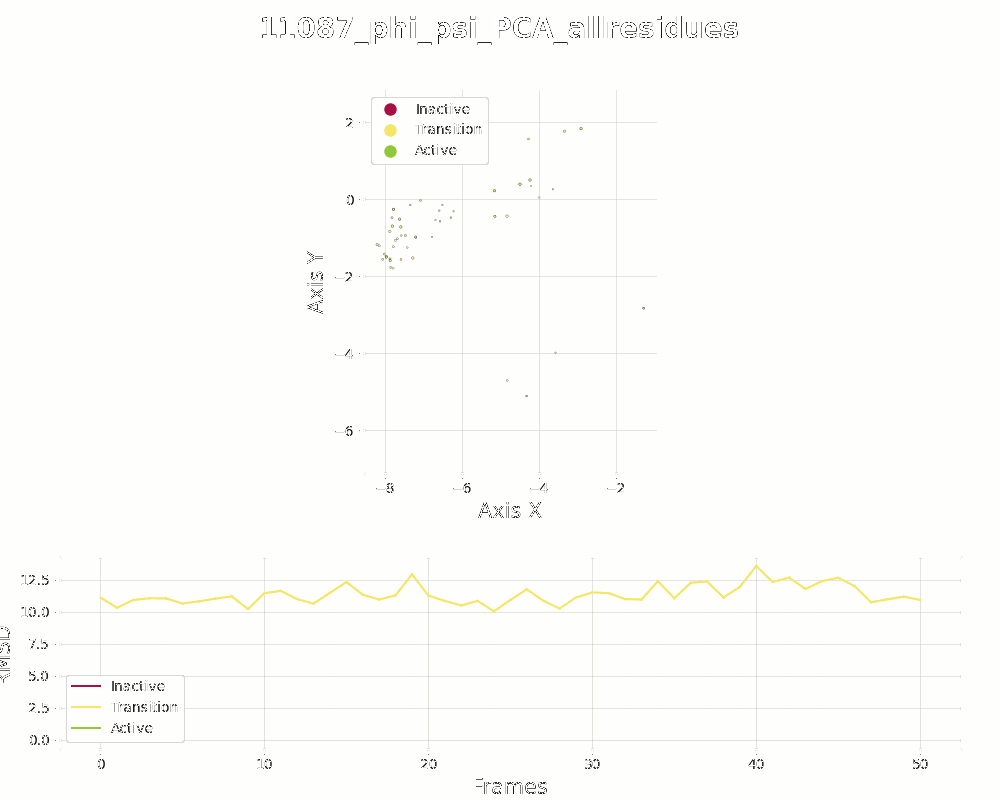 11087_phi_psi_PCA_allresidues
Inactive
Transition
Active
2
0
−2
−4
−6
Axis Y
−8 −6 −4 −2
Axis X
12.5
10.0
7.5
5.0
2.5
0.0
RMSD
Inactive
Transition
Active
0 10 20 30 40 50
Frames